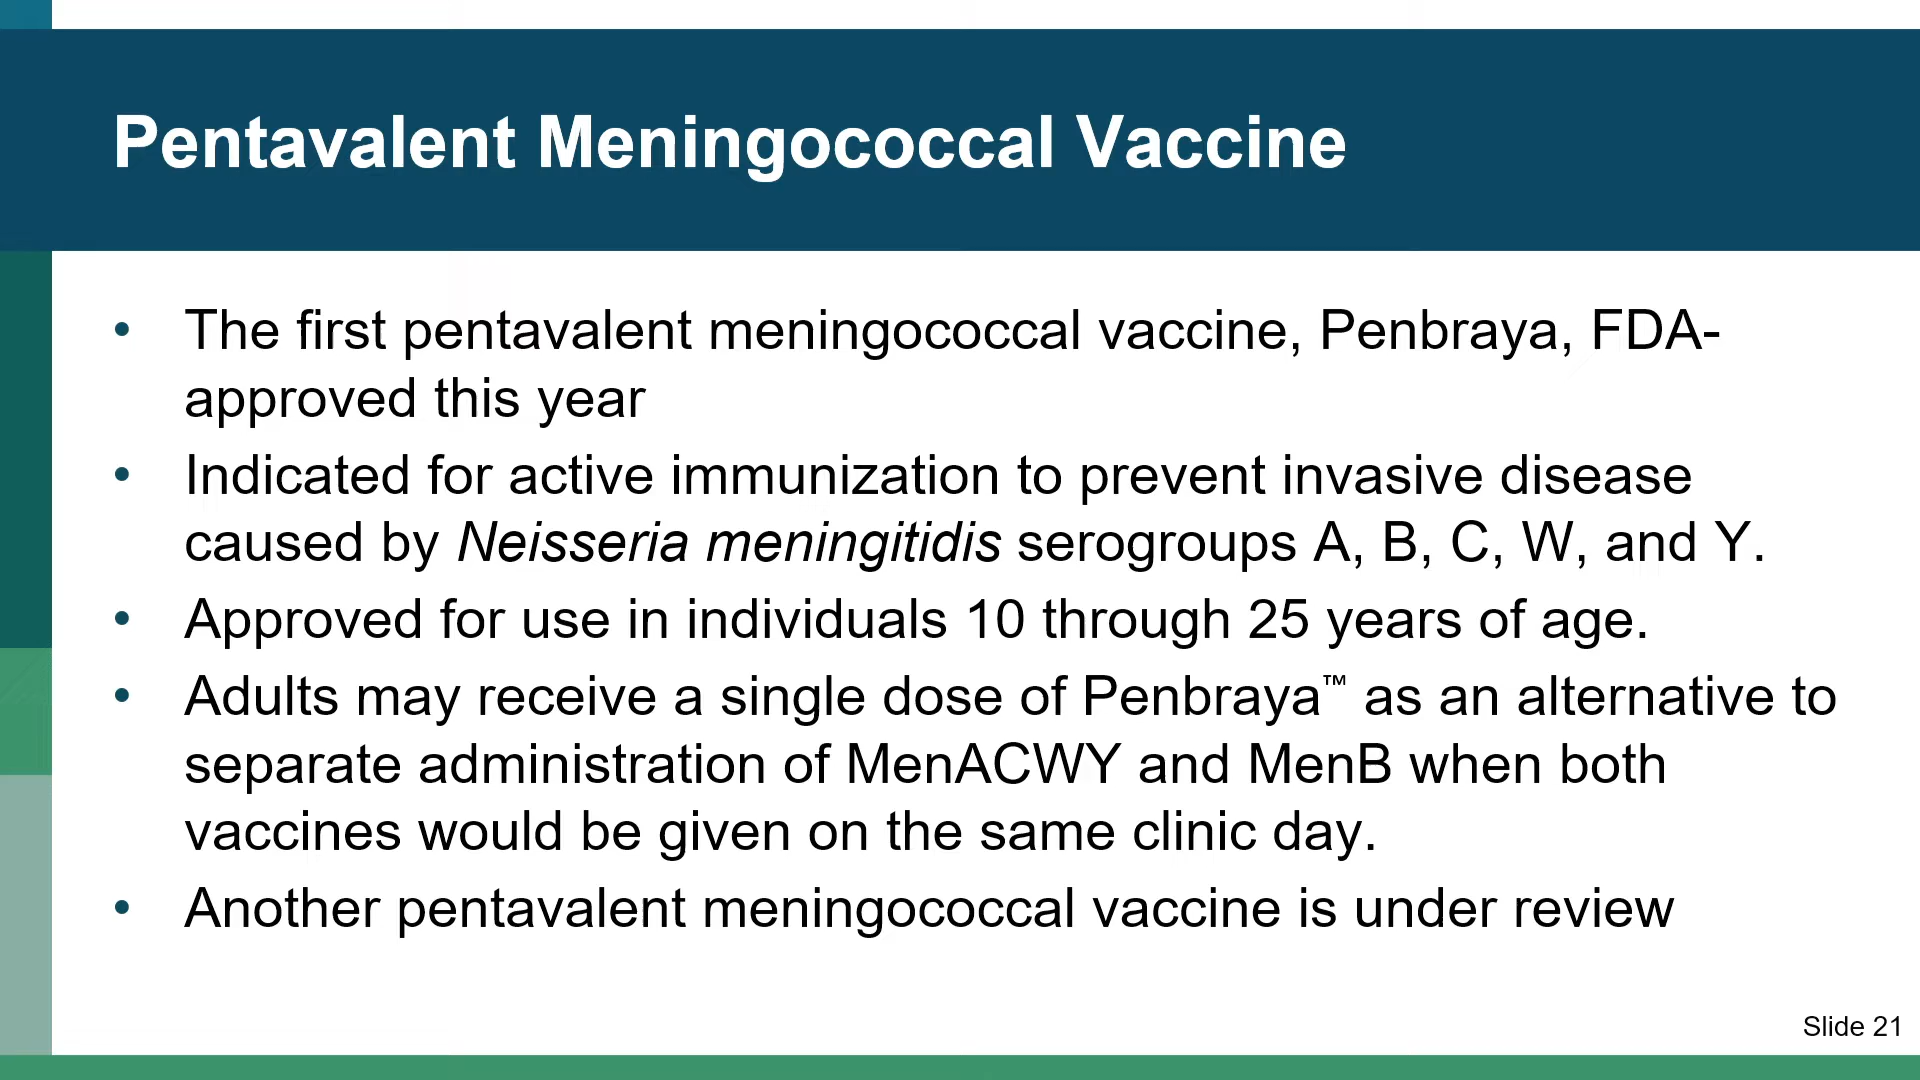 Pentavalent Meningococcal Vaccine
• The first pentavalent meningococcal vaccine, Penbraya, FDA-
approved this year
• Indicated for active immunization to prevent invasive disease
caused by Neisseria meningitidis serogroups A, B, C, W, and Y.
• Approved for use in individuals 10 through 25 years of age.
• Adults may receive a single dose of Penbraya™ as an alternative to
separate administration of MenACWY and MenB when both
vaccines would be given on the same clinic day.
• Another pentavalent meningococcal vaccine is under review
Slide 21